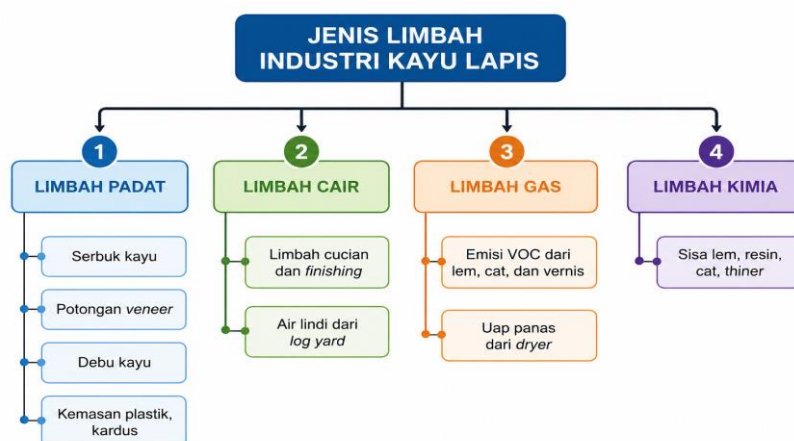 JENIS LIMBAH
INDUSTRI KAYU LAPIS
1
LIMBAH PADAT
Serbuk kayu
Potongan veneer
Debu kayu
Kemasan plastik,
kardus
2
LIMBAH CAIR
Limbah cucian
dan finishing
Air lindi dari
log yard
3
LIMBAH GAS
Emisi VOC dari
lem, cat, dan vernis
Uap panas
dari dryer
4
LIMBAH KIMIA
Sisa lem, resin,
cat, thiner